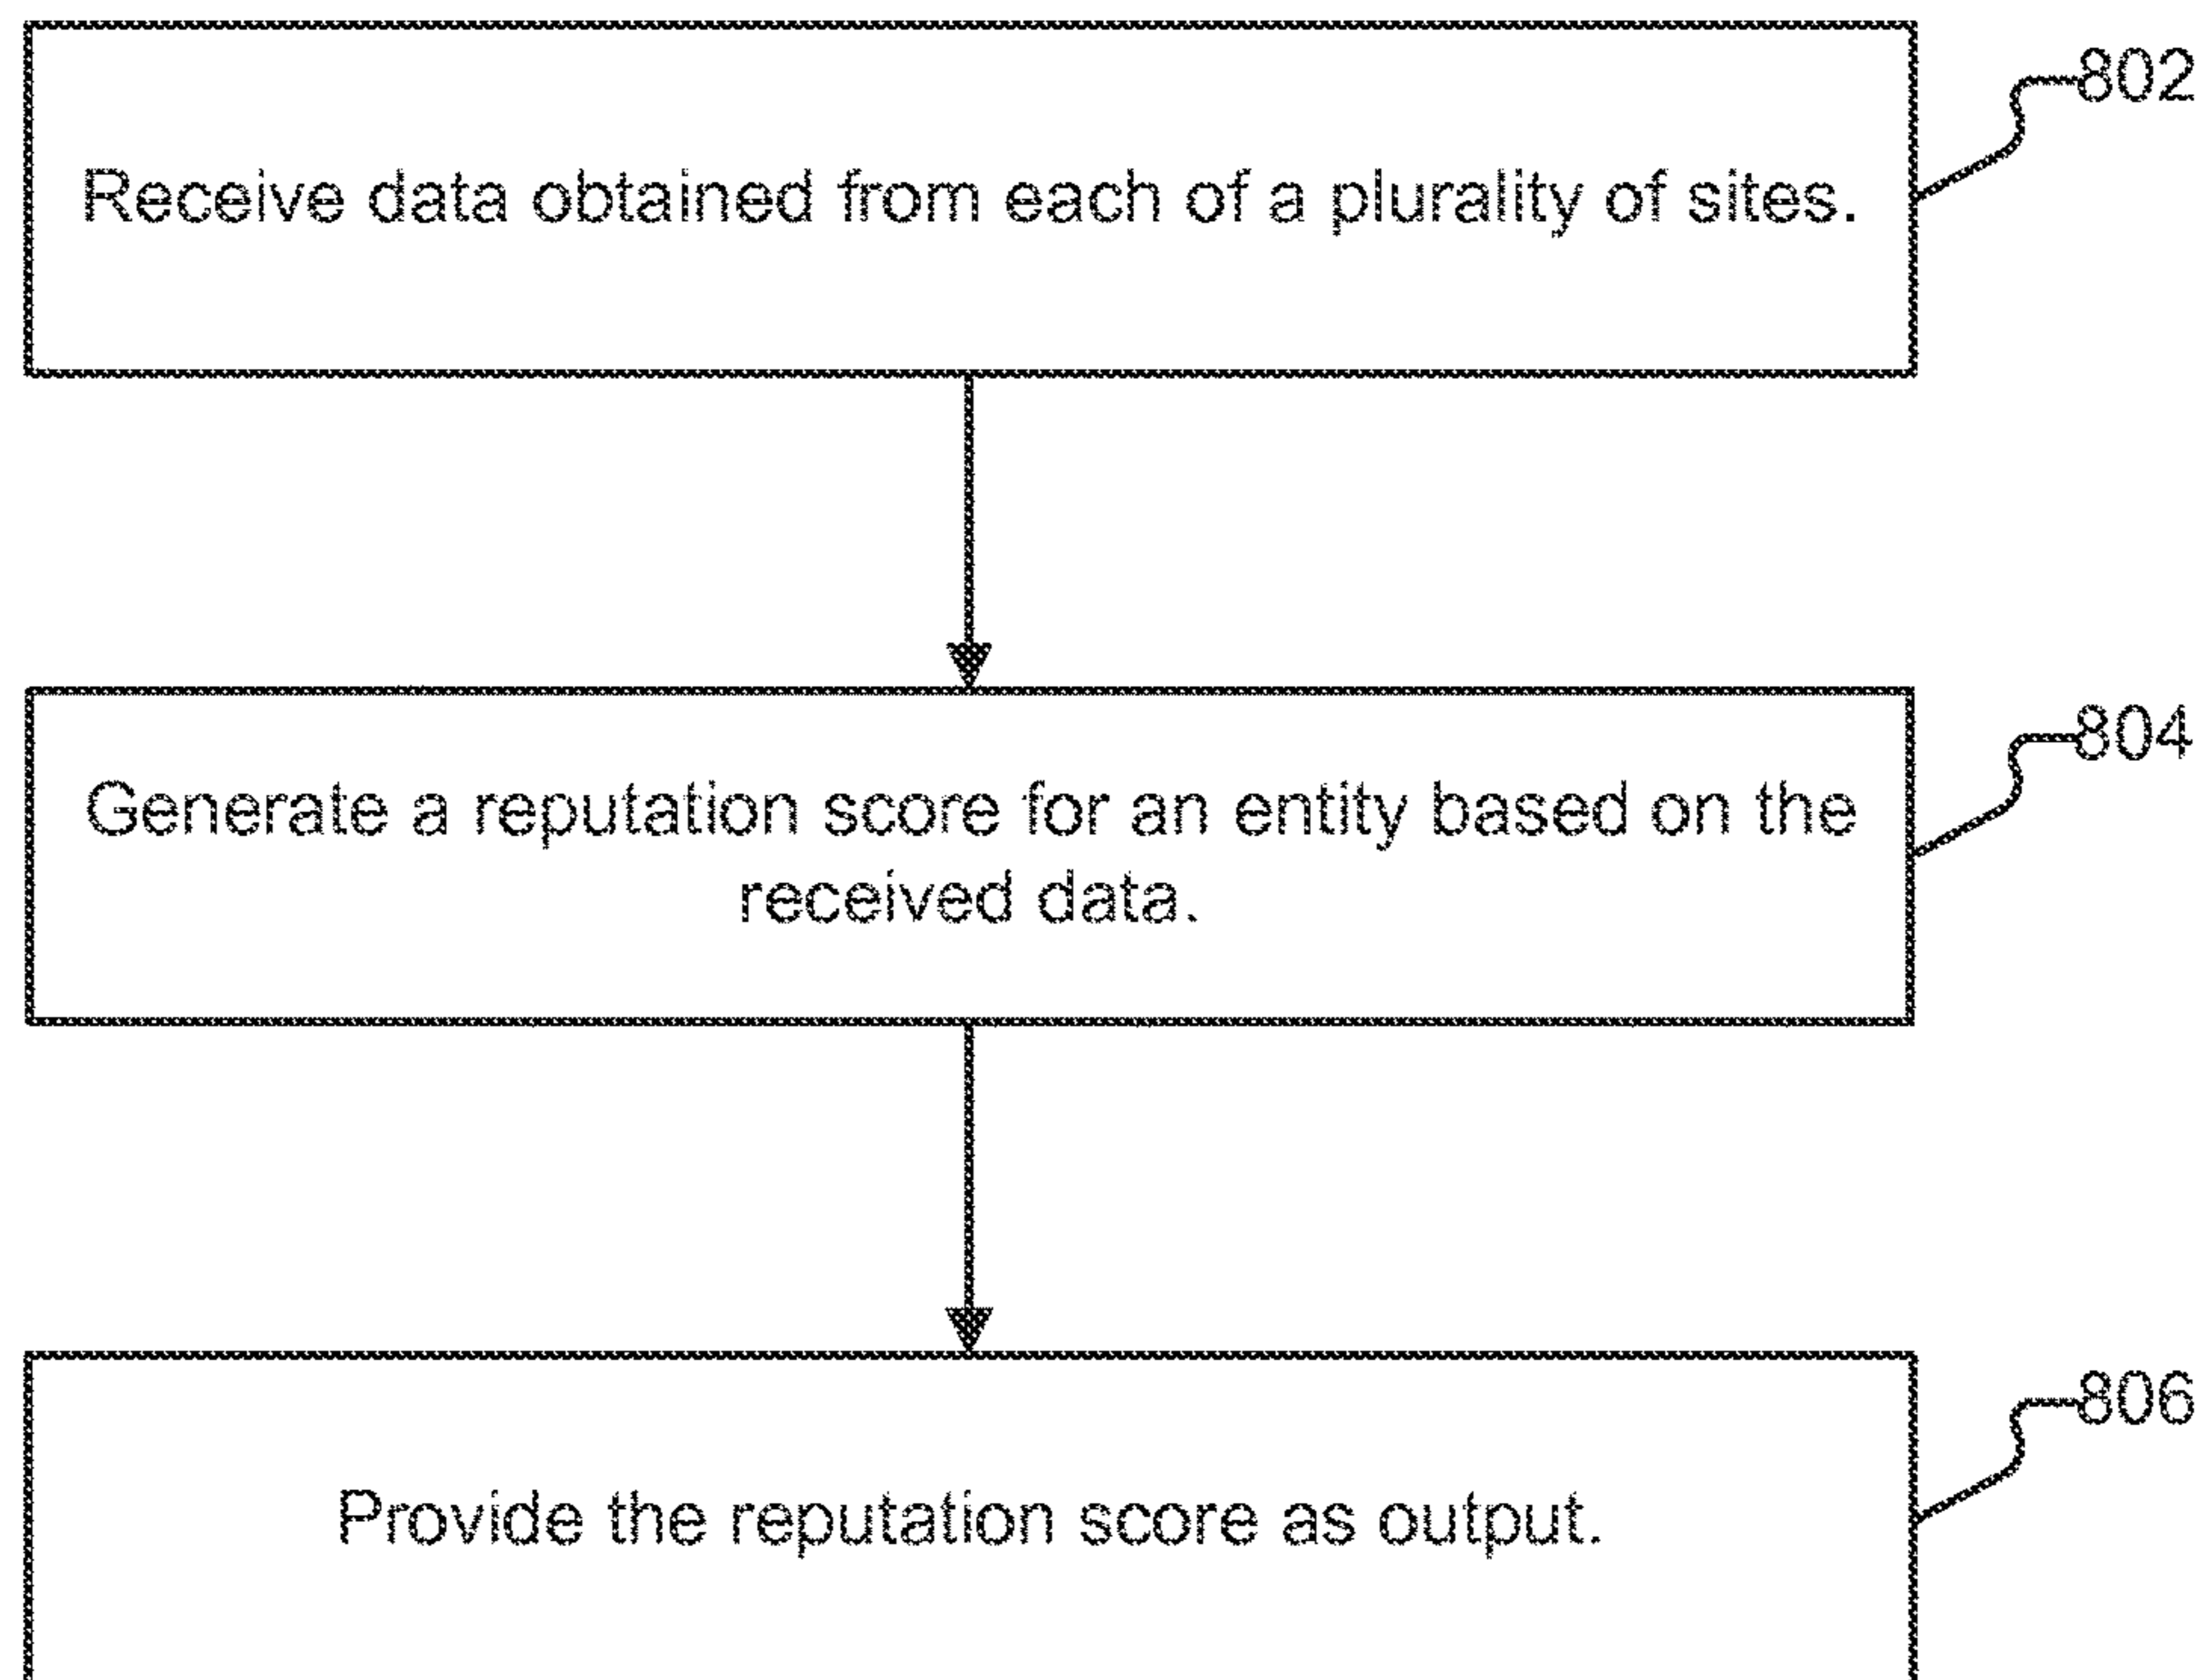 Receive data obtained from each of a plurality of sites.
802
Generate a reputation score for an entity based on the
received data.
804
Provide the reputation score as output.
806